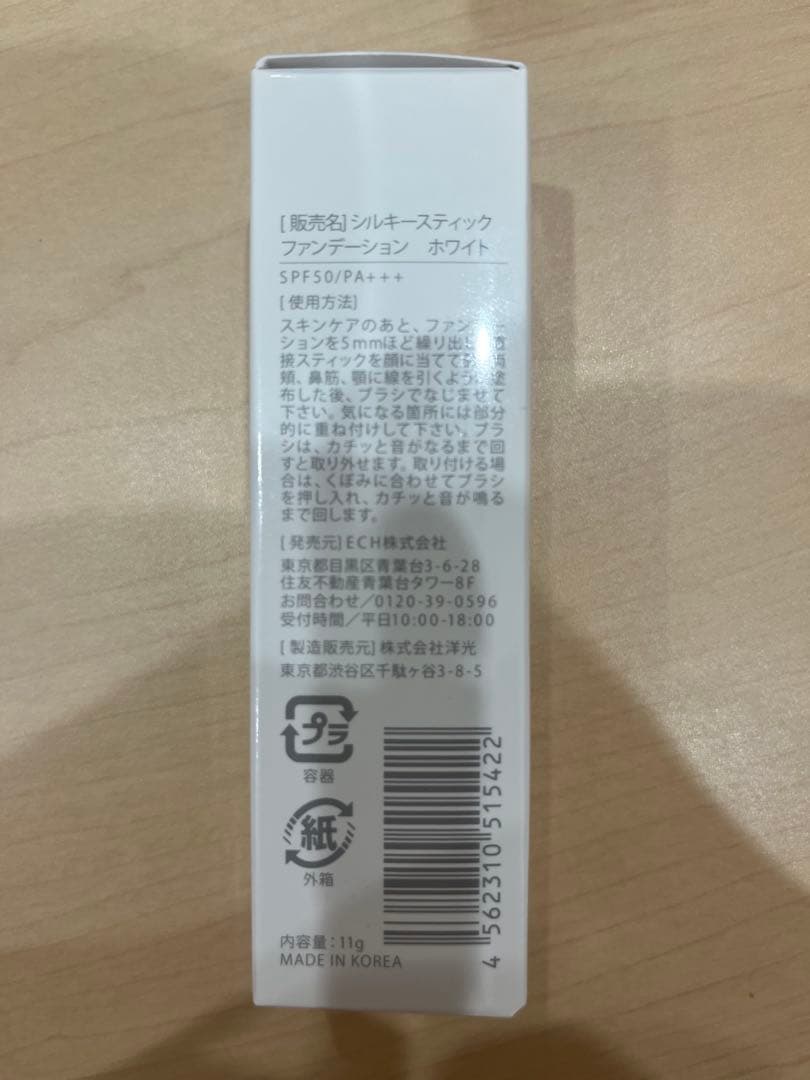 [ 販売名] シルキースティック
ファンデーション　ホワイト
SPF50/PA+++
[ 使用方法]
スキンケアのあと、ファンデー
ションを5mmほど繰り出し、
接スティックを顔に当てて
頬、鼻筋、顎に線を引くよう 塗
布した後、ブラシでなじませて
下さい。気になる箇所には部分
的に重ね付けして下さい。ブラ
シは、カチッと音がなるまで回
すと取り外せます。取り付ける場
合は、くぼみに合わせてブラシ
を押し入れ、カチッと音が鳴る
まで回します。
[ 発売元] ECH株式会社
東京都目黒区青葉台3-6-28
住友不動産青葉台タワー8F
お問合わせ／0120-39-0596
受付時間／平日10:00-18:00
[ 製造販売元] 株式会社洋光
東京都渋谷区千駄ヶ谷3-8-5
プラ
容器
紙
外箱
内容量：11g
MADE IN KOREA
4 562310 515422